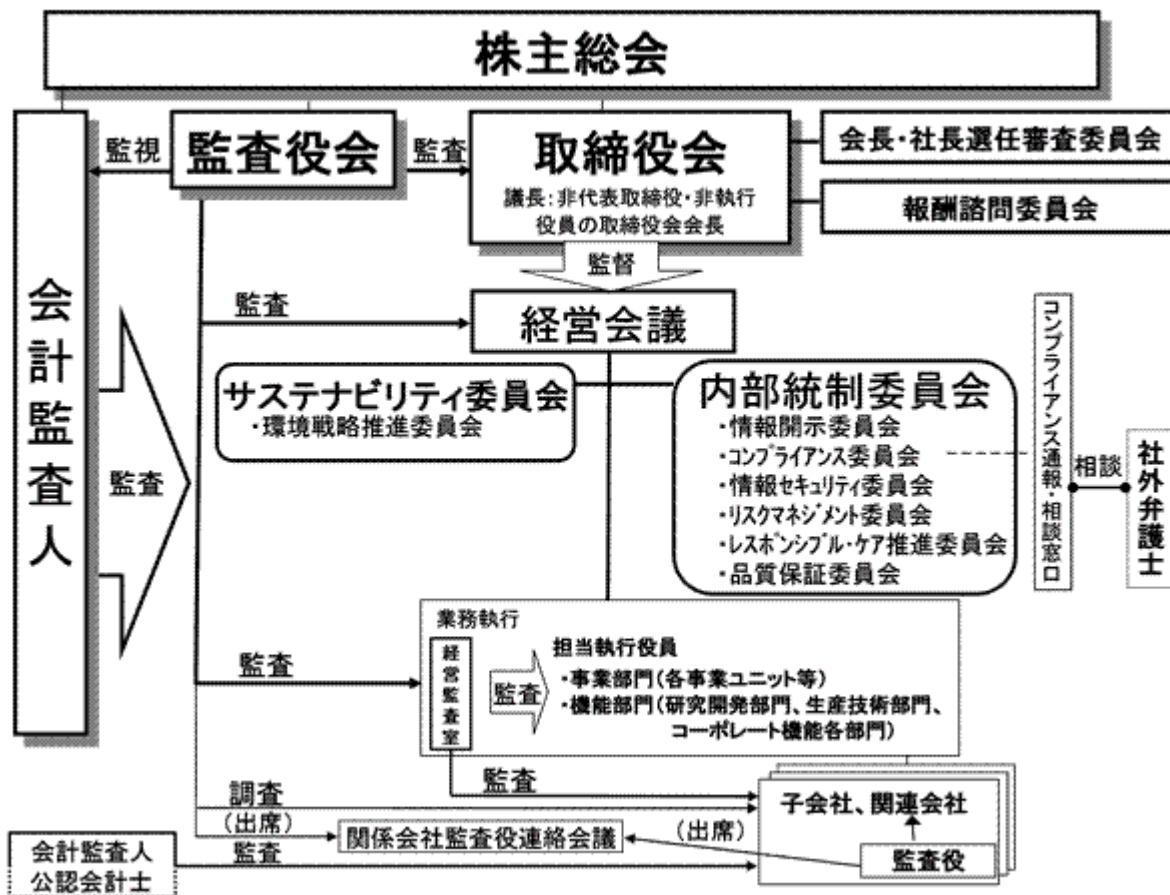 株主総会
監視
監査役会
監査
取締役会
議長:非代表取締役・非執行
役員の取締役会会長
会長・社長選任審査委員会
報酬諮問委員会
監督
会計監査人
監査
監査
経営会議
サステナビリティ委員会
・環境戦略推進委員会
内部統制委員会
・情報開示委員会
・コンプライアンス委員会
・情報セキュリティ委員会
・リスクマネジメント委員会
・レスポンシブル・ケア推進委員会
・品質保証委員会
コンプライアンス通報・相談窓口
相談
社外弁護士
業務執行
監査
経営監査室
監査
担当執行役員
・事業部門(各事業ユニット等)
・機能部門(研究開発部門、生産技術部門、
コーポレート機能各部門)
監査
調査
(出席)
関係会社監査役連絡会議
(出席)
子会社、関連会社
監査役
会計監査人
公認会計士
監査